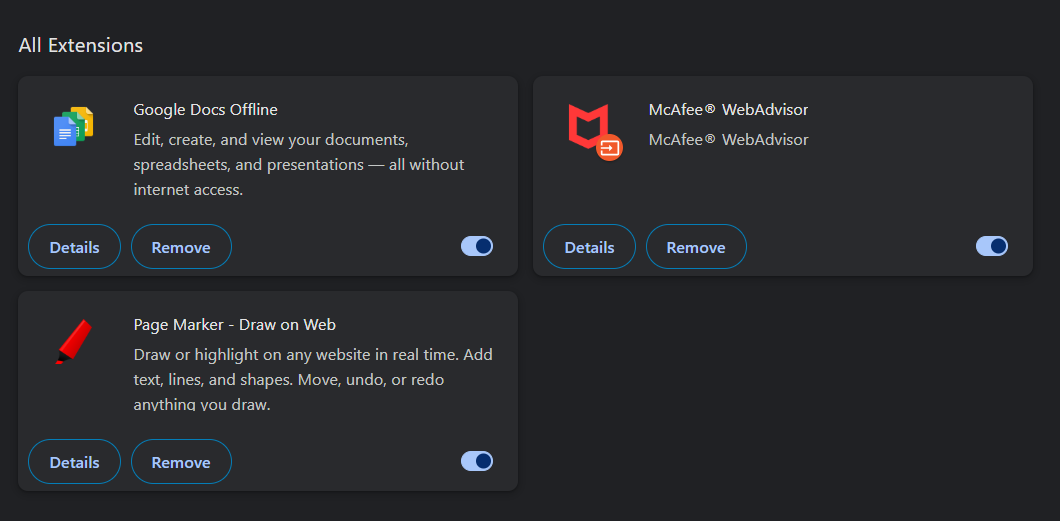 All Extensions
Google Docs Offline
Edit, create, and view your documents,
spreadsheets, and presentations — all without
internet access.
Details
Remove
McAfee® WebAdvisor
McAfee® WebAdvisor
Details
Remove
Page Marker - Draw on Web
Draw or highlight on any website in real time. Add
text, lines, and shapes. Move, undo, or redo
anything you draw.
Details
Remove